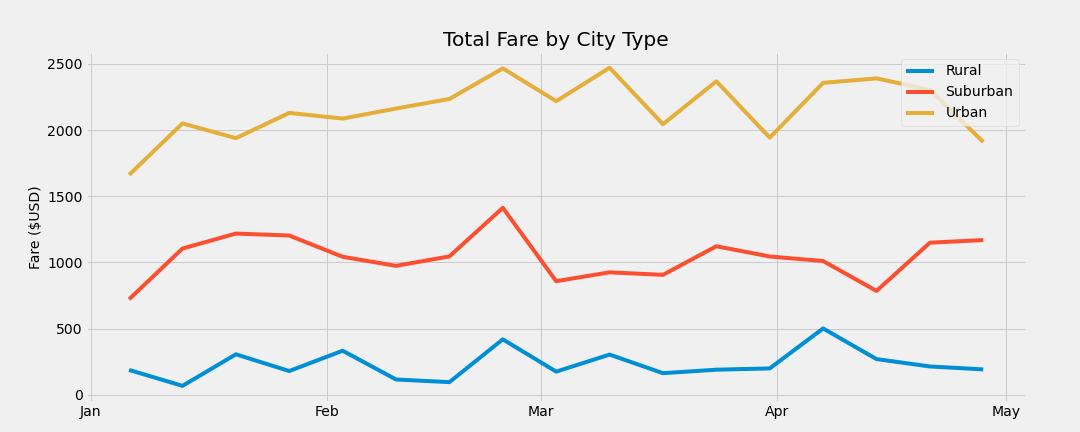 Total Fare by City Type
Fare ($USD)
2500
2000
1500
1000
500
0
Jan Feb Mar Apr May
Rural
Suburban
Urban